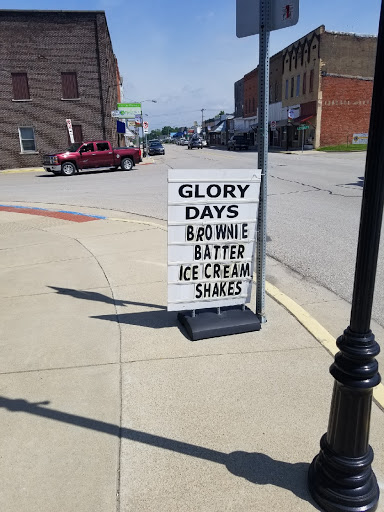 GLORY
DAYS
BROWNIE
BATTER
ICE CREAM
SHAKES